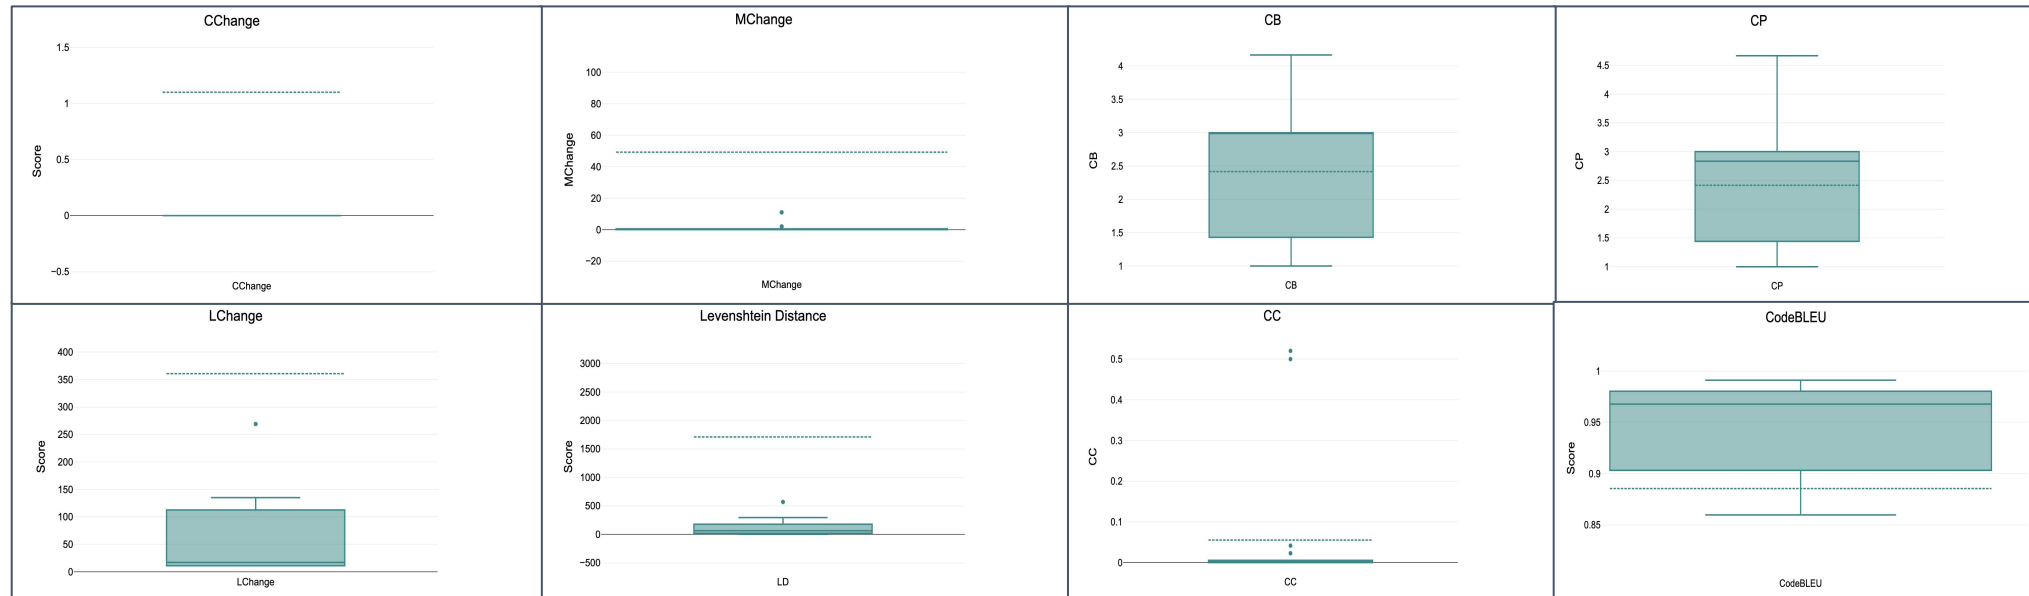 CChange
1.5
1
0.5
0
−0.5
Score
CChange
MChange
100
80
60
40
20
0
−20
MChange
MChange
CB
4
3.5
3
2.5
2
1.5
1
CB
CB
CP
4.5
4
3.5
3
2.5
2
1.5
1
CP
CP
LChange
400
350
300
250
200
150
100
50
0
Score
LChange
Levenshtein Distance
3000
2500
2000
1500
1000
500
0
−500
Score
LD
CC
0.5
0.4
0.3
0.2
0.1
0
CC
CC
CodeBLEU
1
0.95
0.9
0.85
Score
CodeBLEU